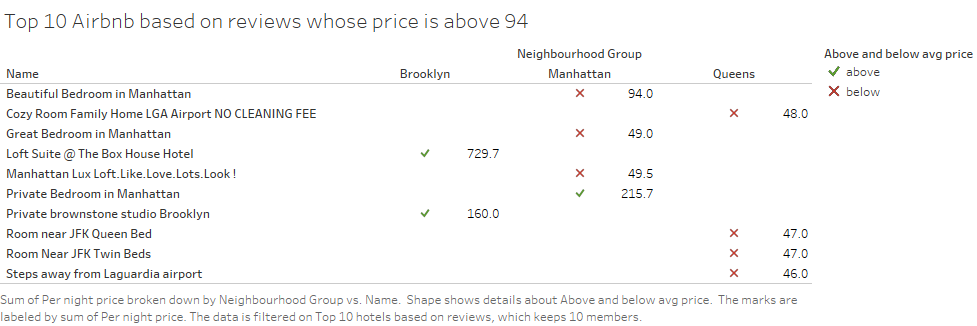 Top 10 Airbnb based on reviews whose price is above 94
Neighbourhood Group
Above and below avg price
Name Brooklyn Manhattan Queens
above
below
Beautiful Bedroom in Manhattan 94.0
Cozy Room Family Home LGA Airport NO CLEANING FEE 48.0
Great Bedroom in Manhattan 49.0
Loft Suite @ The Box House Hotel 729.7
Manhattan Lux Loft.Like.Love.Lots.Look ! 49.5
Private Bedroom in Manhattan 215.7
Private brownstone studio Brooklyn 160.0
Room near JFK Queen Bed 47.0
Room Near JFK Twin Beds 47.0
Steps away from Laguardia airport 46.0
Sum of Per night price broken down by Neighbourhood Group vs. Name. Shape shows details about Above and below avg price. The marks are
labeled by sum of Per night price. The data is filtered on Top 10 hotels based on reviews, which keeps 10 members.